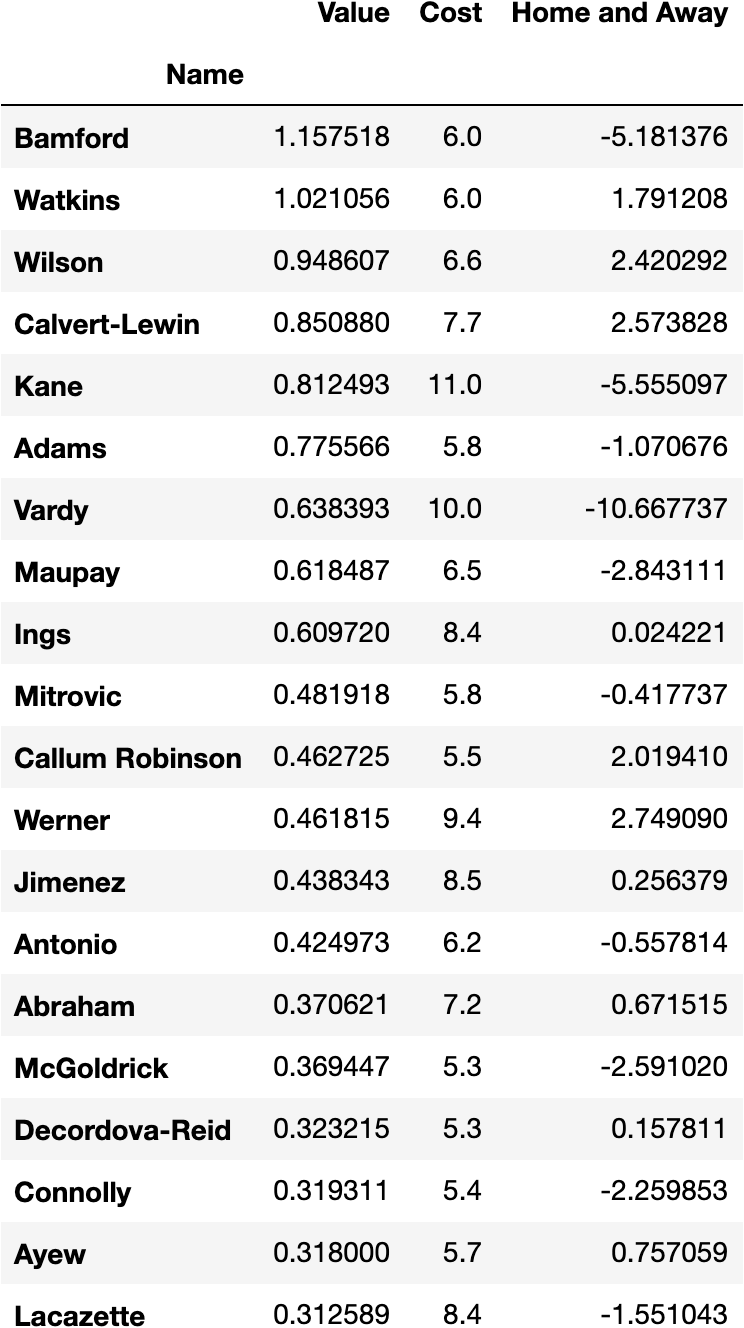 Value Cost Home and Away
Name
Bamford 1.157518 6.0 -5.181376
Watkins 1.021056 6.0 1.791208
Wilson 0.948607 6.6 2.420292
Calvert-Lewin 0.850880 7.7 2.573828
Kane 0.812493 11.0 -5.555097
Adams 0.775566 5.8 -1.070676
Vardy 0.638393 10.0 -10.667737
Maupay 0.618487 6.5 -2.843111
Ings 0.609720 8.4 0.024221
Mitrovic 0.481918 5.8 -0.417737
Callum Robinson 0.462725 5.5 2.019410
Werner 0.461815 9.4 2.749090
Jimenez 0.438343 8.5 0.256379
Antonio 0.424973 6.2 -0.557814
Abraham 0.370621 7.2 0.671515
McGoldrick 0.369447 5.3 -2.591020
Decordova-Reid 0.323215 5.3 0.157811
Connolly 0.319311 5.4 -2.259853
Ayew 0.318000 5.7 0.757059
Lacazette 0.312589 8.4 -1.551043